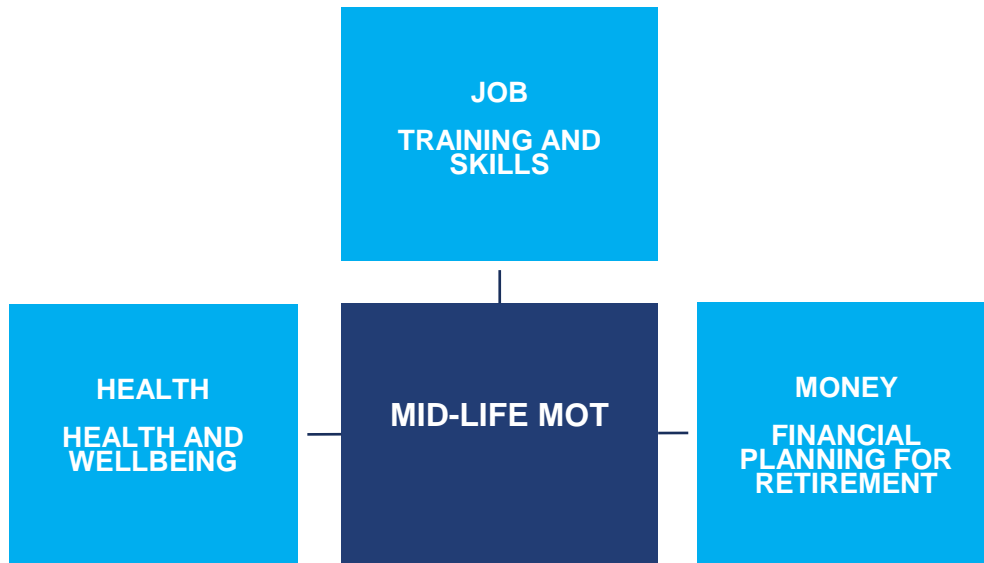 JOB
TRAINING AND
SKILLS
HEALTH
HEALTH AND
WELLBEING
MID-LIFE MOT
MONEY
FINANCIAL
PLANNING FOR
RETIREMENT